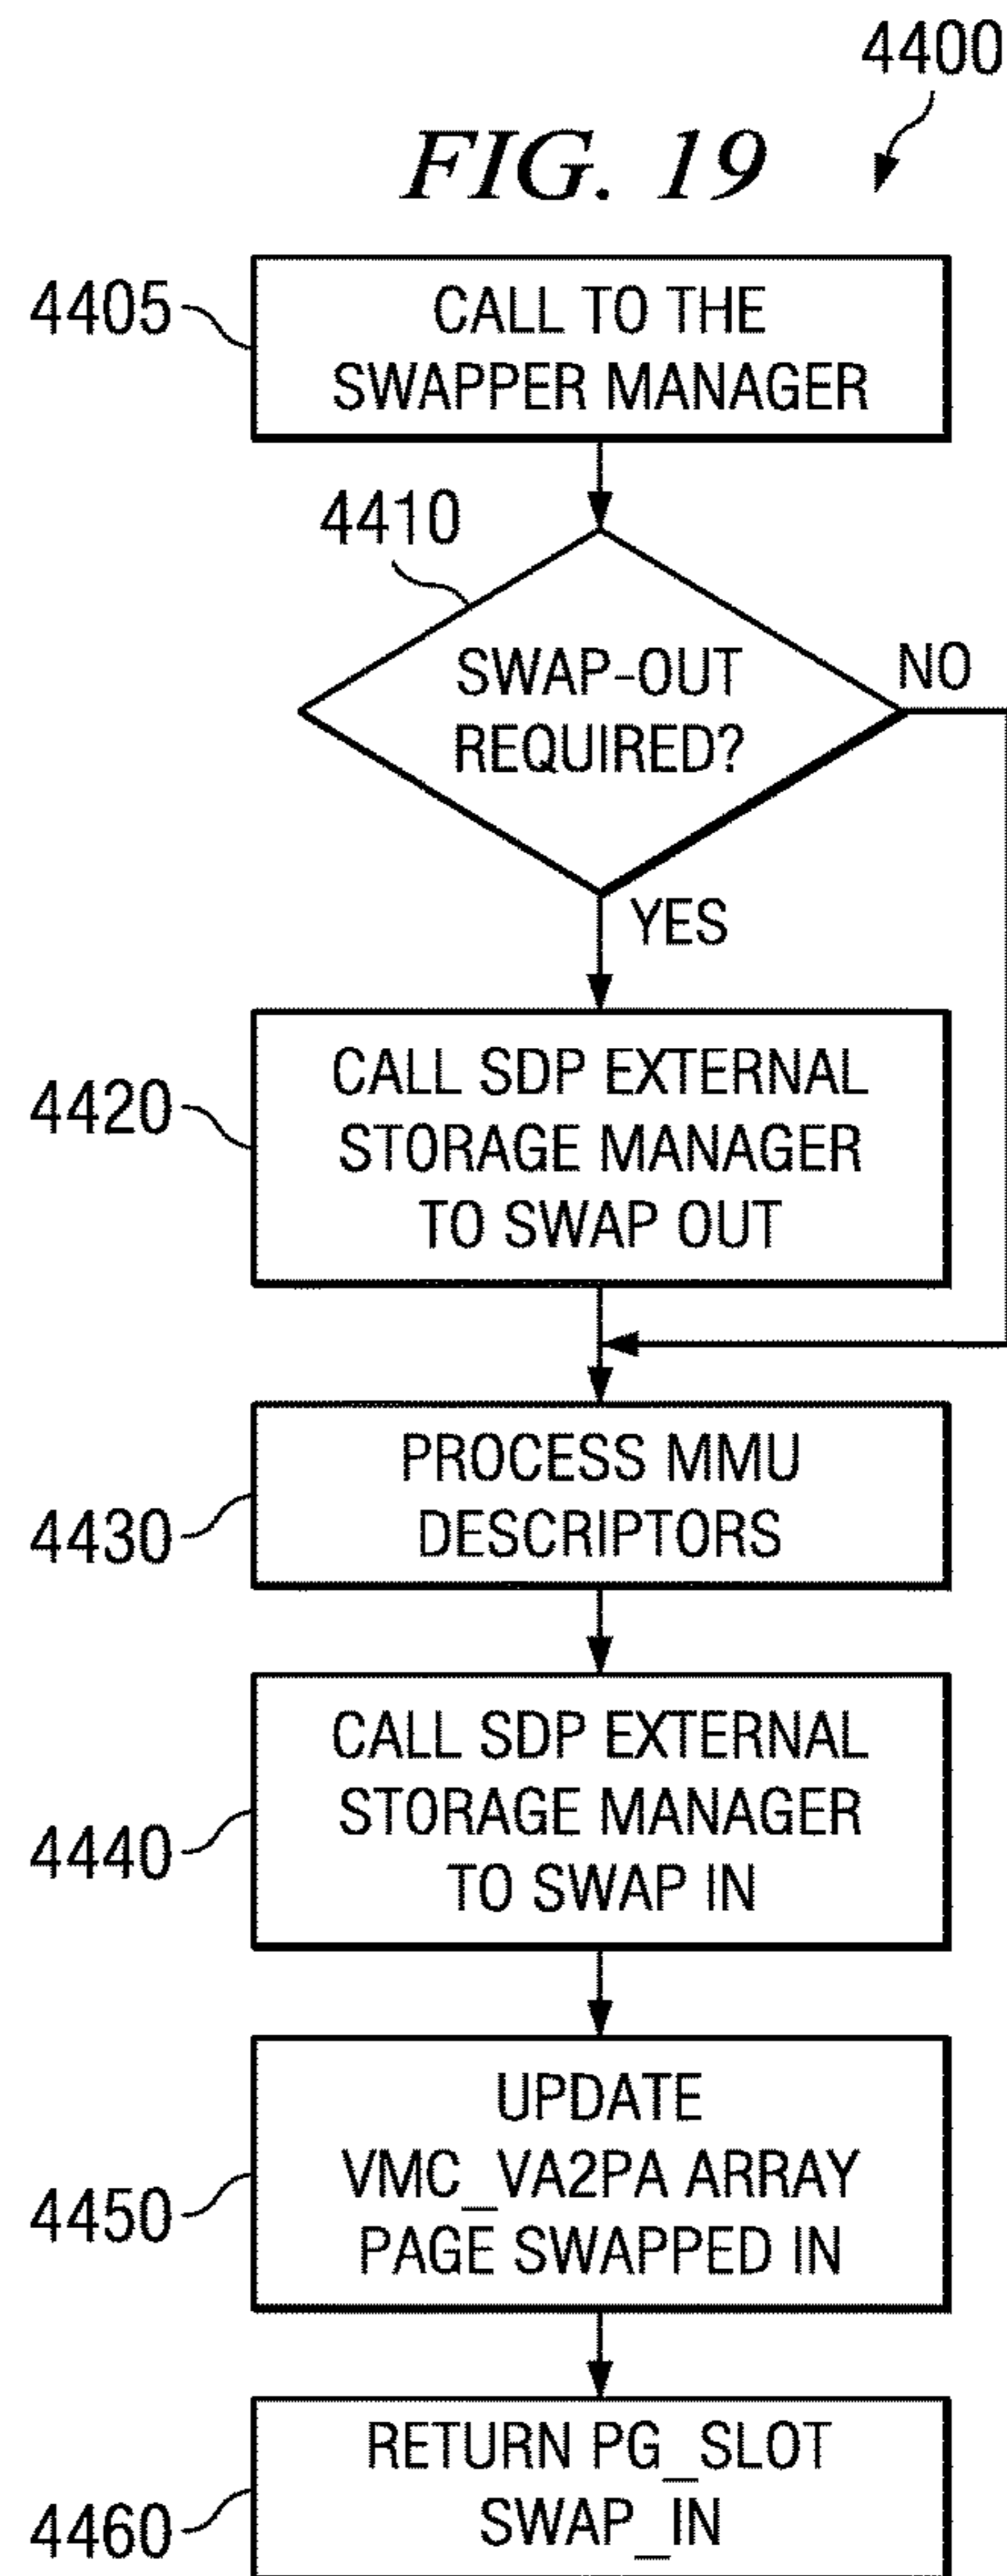 4400
FIG. 19
4405
CALL TO THE
SWAPPER MANAGER
4410
SWAP-OUT
REQUIRED?
NO
YES
4420
CALL SDP EXTERNAL
STORAGE MANAGER
TO SWAP OUT
4430
PROCESS MMU
DESCRIPTORS
4440
CALL SDP EXTERNAL
STORAGE MANAGER
TO SWAP IN
4450
UPDATE
VMC_VA2PA ARRAY
PAGE SWAPPED IN
4460
RETURN PG_SLOT
SWAP_IN